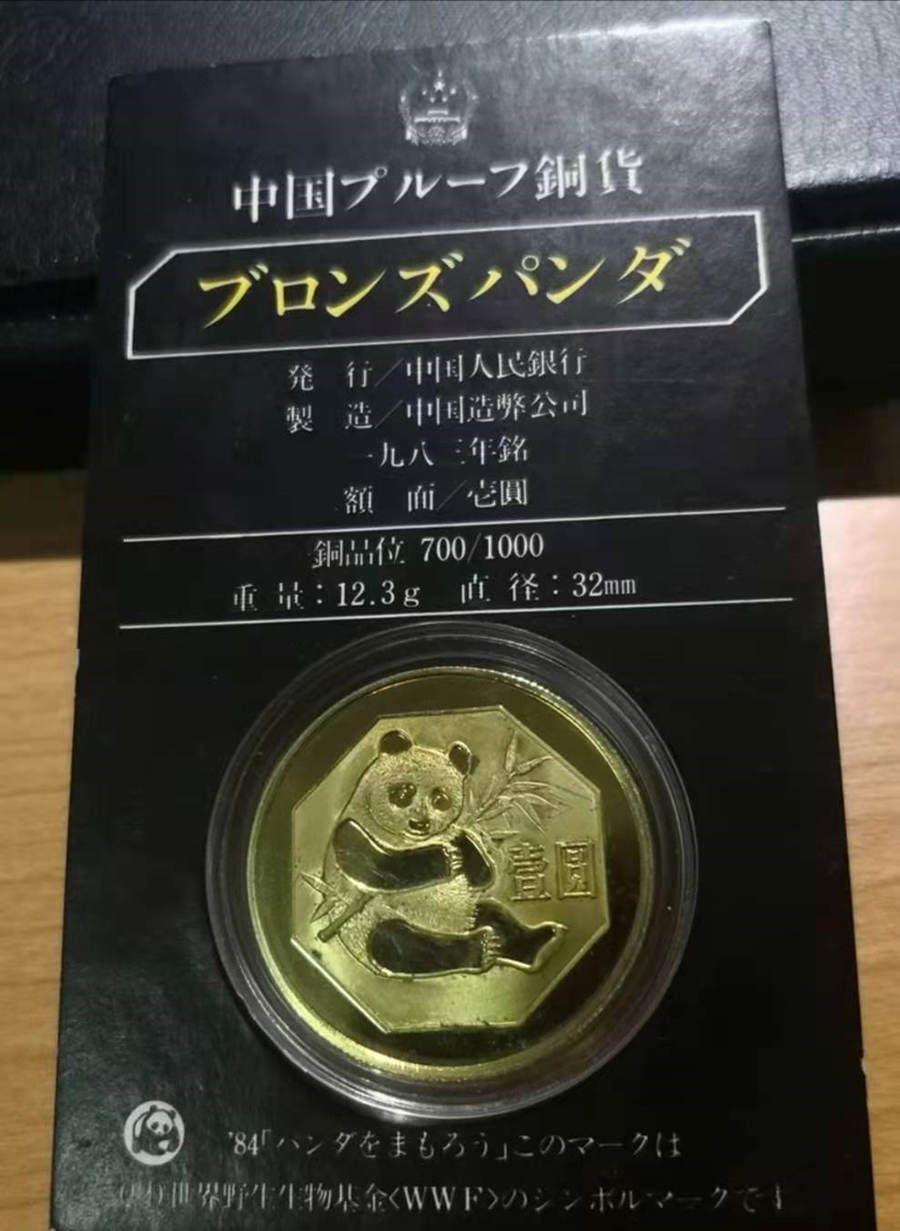 中国プルーフ銅貨
ブロンズパンダ
発 行／中国人民銀行
製 造／中国造幣公司
一九八三年銘
額 面／壱圓
銅品位 700/1000
重 量：12.3g 直 径：32mm
壹圆
'84「パンダをまもろう」このマークは
世界野生生物基金〈WWF〉のシンボルマークです